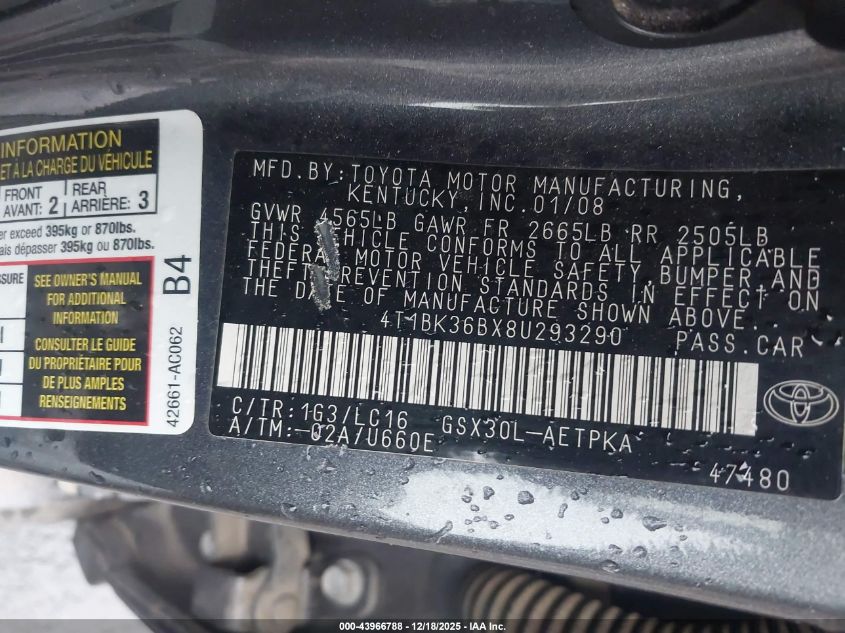 INFORMATION
ET À LA CHARGE DU VÉHICULE
FRONT
AVANT: 2
REAR
ARRIÈRE: 3
er exceed 395kg or 870lbs.
ais dépasser 395kg ou 870lbs.
SSURE
SEE OWNER'S MANUAL
FOR ADDITIONAL
INFORMATION
CONSULTER LE GUIDE
DU PROPRIÉTAIRE POUR
DE PLUS AMPLES
RENSEIGNEMENTS
42661-AC062
B4
MFD.BY:TOYOTA MOTOR MANUFACTURING,
KENTUCKY, INC. 01/08
GVWR 4565LB GAWR FR 2665LB RR 2505LB
THIS VEHICLE CONFORMS TO ALL APPLICABLE
FEDERAL MOTOR VEHICLE SAFETY, BUMPER, AND
THEFT PREVENTION STANDARDS IN EFFECT ON
THE DATE OF MANUFACTURE SHOWN ABOVE.
4T1BK36BX8U293290 PASS.CAR
C/TR:1G3/LC16 GSX30L-AETPKA
A/TM:-02A/U660E
47480
000-43966788 - 12/18/2025 - IAA Inc.